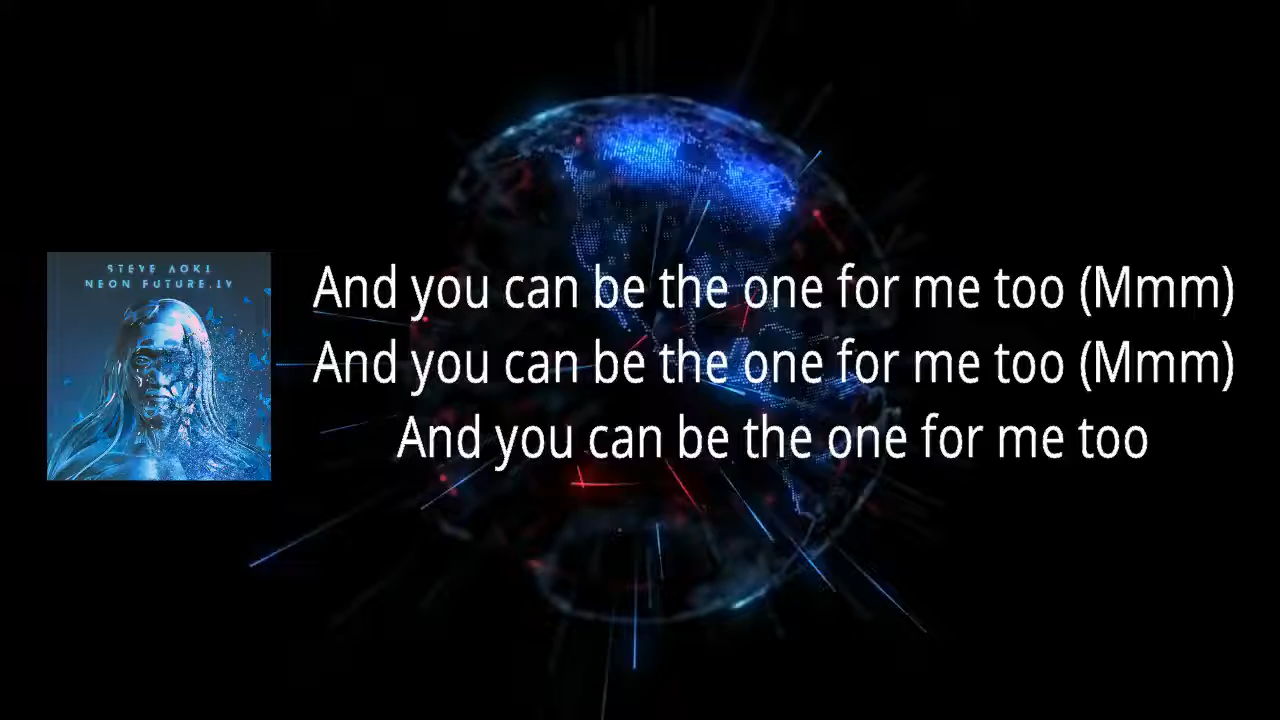 STEVE AOKI
NEON FUTURE.IV
And you can be the one for me too (Mmm)
And you can be the one for me too (Mmm)
And you can be the one for me too